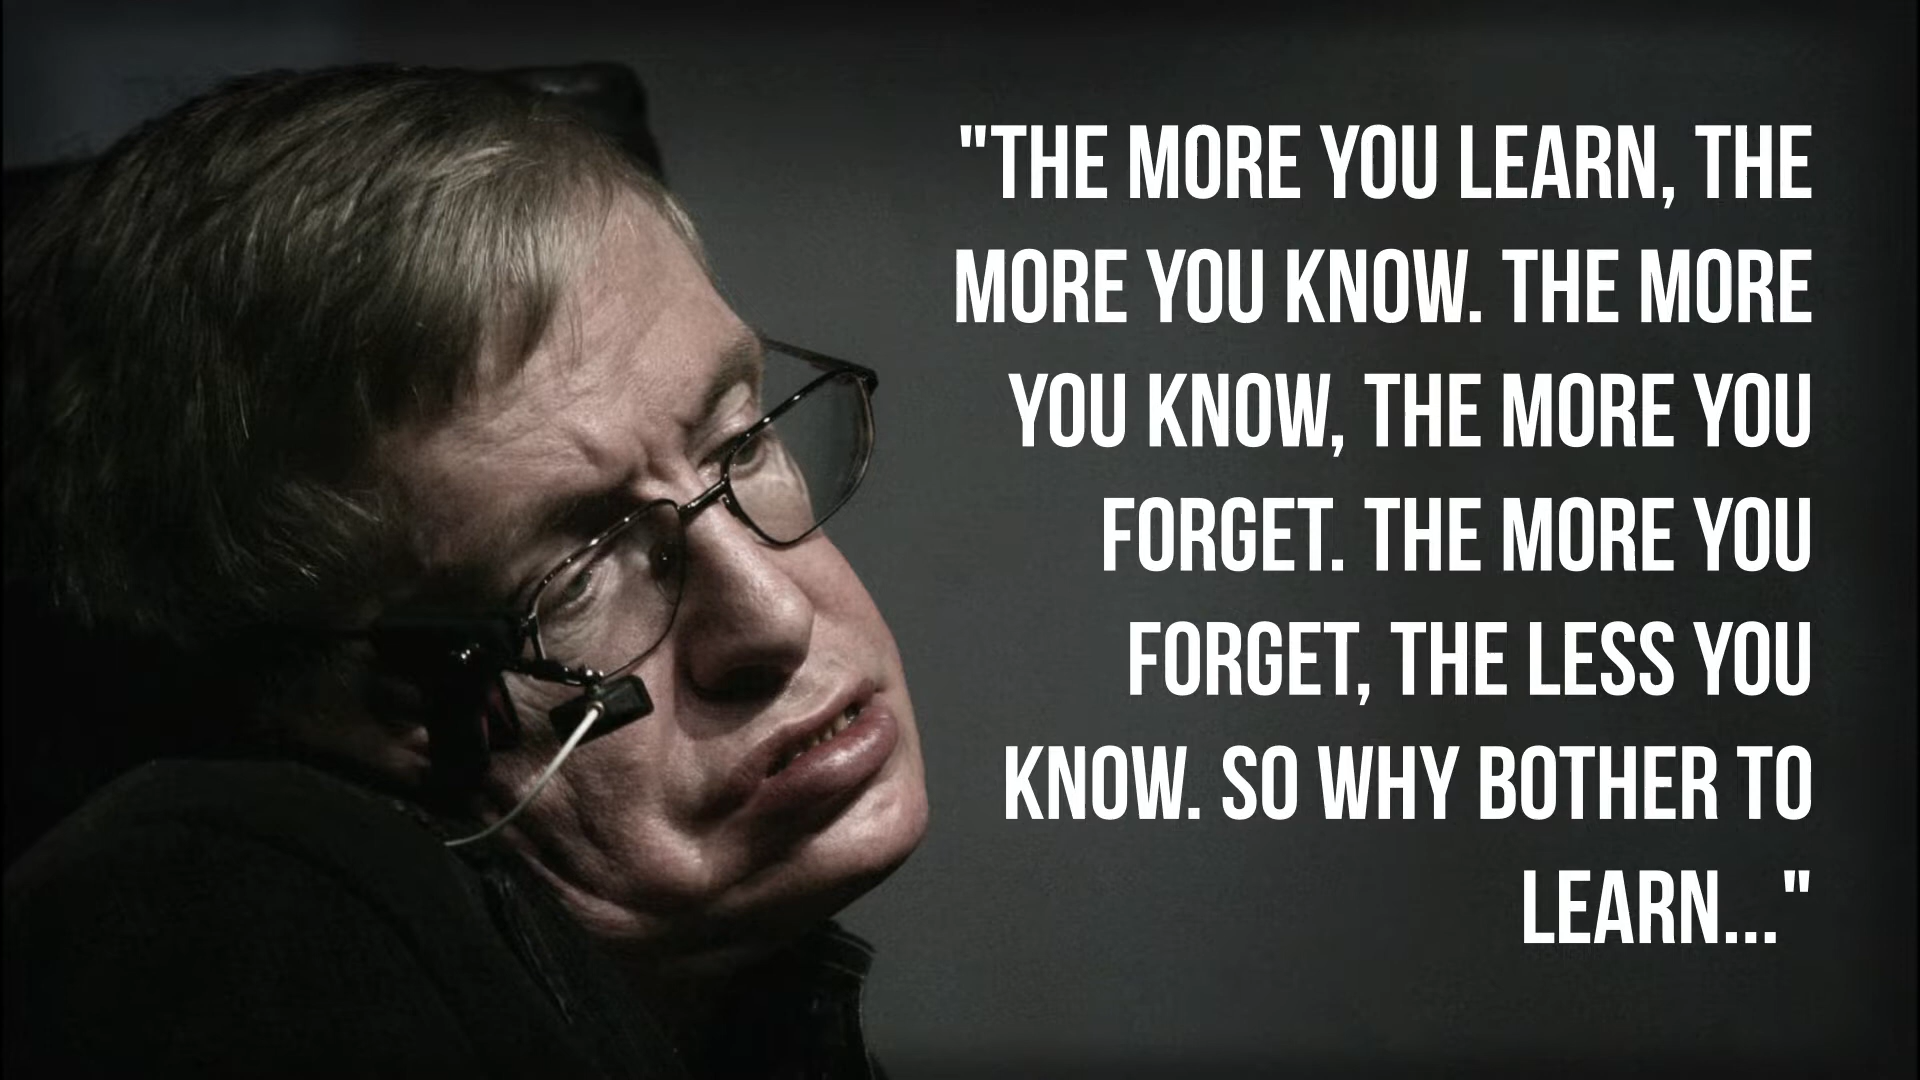 "THE MORE YOU LEARN, THE
MORE YOU KNOW. THE MORE
YOU KNOW, THE MORE YOU
FORGET. THE MORE YOU
FORGET, THE LESS YOU
KNOW. SO WHY BOTHER TO
LEARN..."